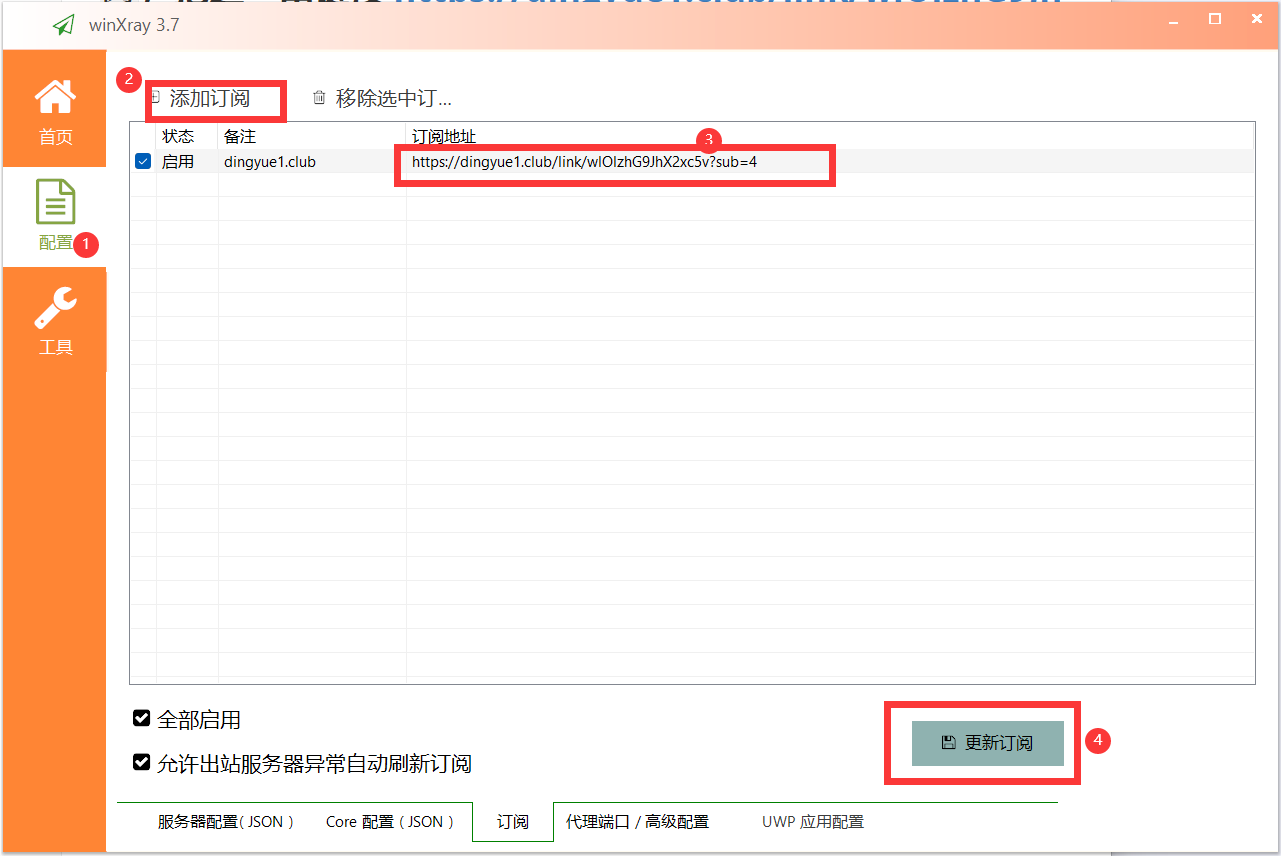 winXray 3.7
首页
配置
1
工具
2
添加订阅
移除选中订...
状态 备注 订阅地址
3
启用 dingyue1.club https://dingyue1.club/link/wlOlzhG9JhX2xc5v?sub=4
全部启用
允许出站服务器异常自动刷新订阅
更新订阅
4
服务器配置( JSON ) Core 配置 ( JSON ) 订阅 代理端口 / 高级配置 UWP 应用配置